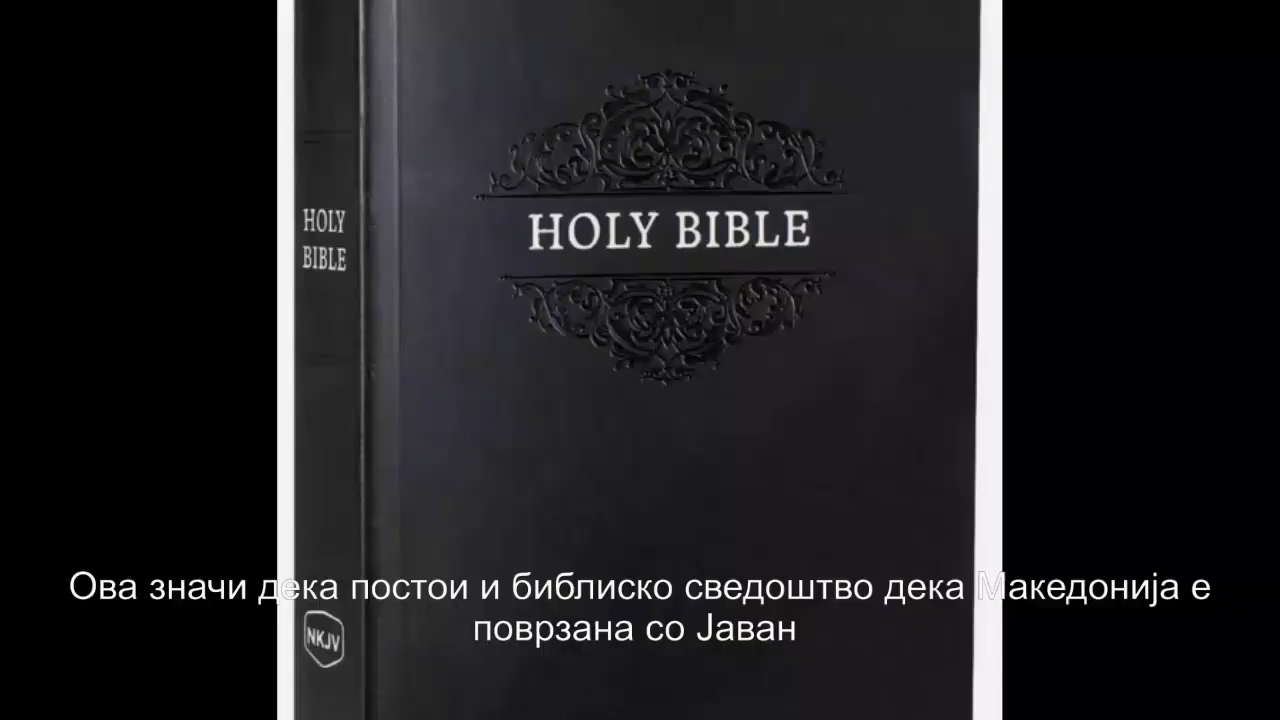 HOLY BIBLE
HOLY
BIBLE
Ова значи дека постои и библиско сведоштво дека Македонија е
поврзана со Јаван
NKJV